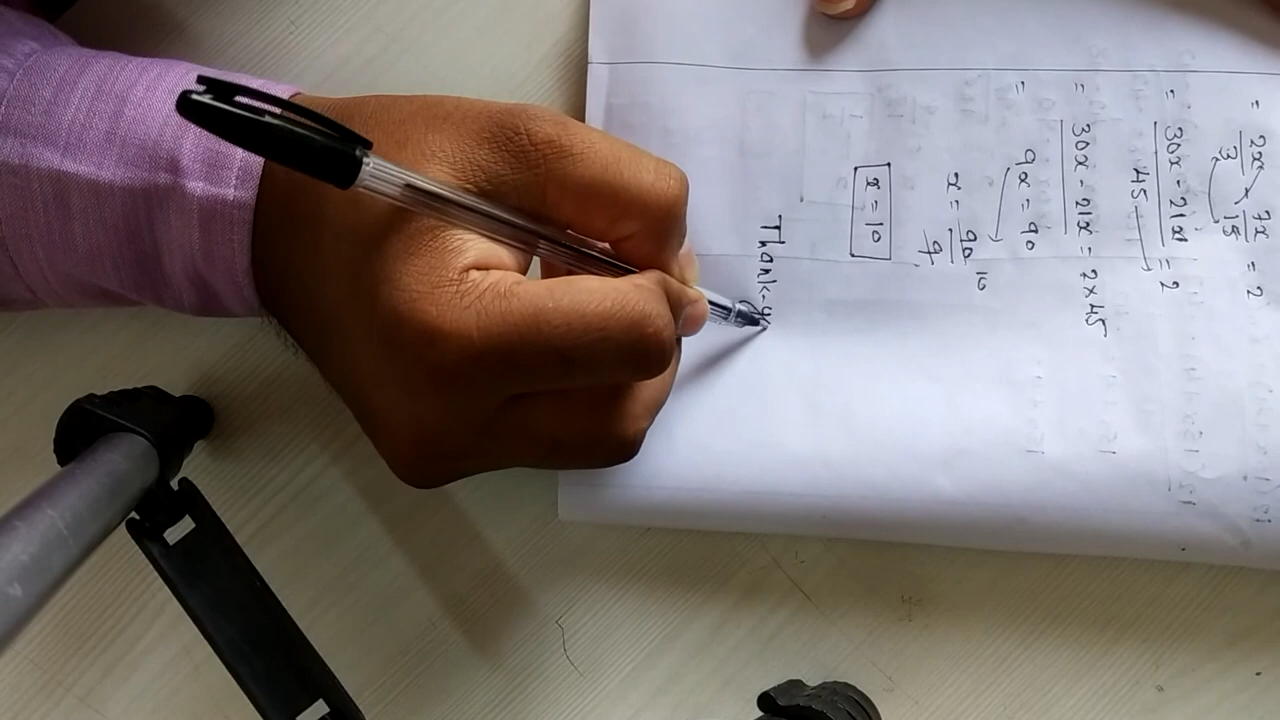 = 2x/3 - 7x/15 = 2
= 30x - 21x / 45 = 2
= 30x - 21x = 2 x 45
= 9x = 90
x = 90/9 10
x = 10
Thank-y